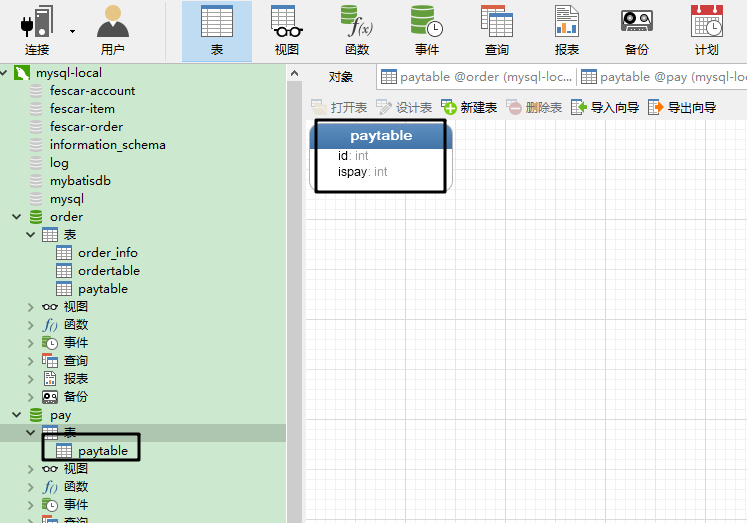 连接 用户 表 视图 函数 事件 查询 报表 备份 计划
mysql-local
fescar-account
fescar-item
fescar-order
information_schema
log
mybatisdb
mysql
order
表
order_info
ordertable
paytable
视图
函数
事件
查询
报表
备份
pay
表
paytable
视图
函数
事件
对象 paytable @order (mysql-loc... paytable @pay (mysql-lo
打开表 设计表 新建表 删除表 导入向导 导出向导
paytable
id: int
ispay: int